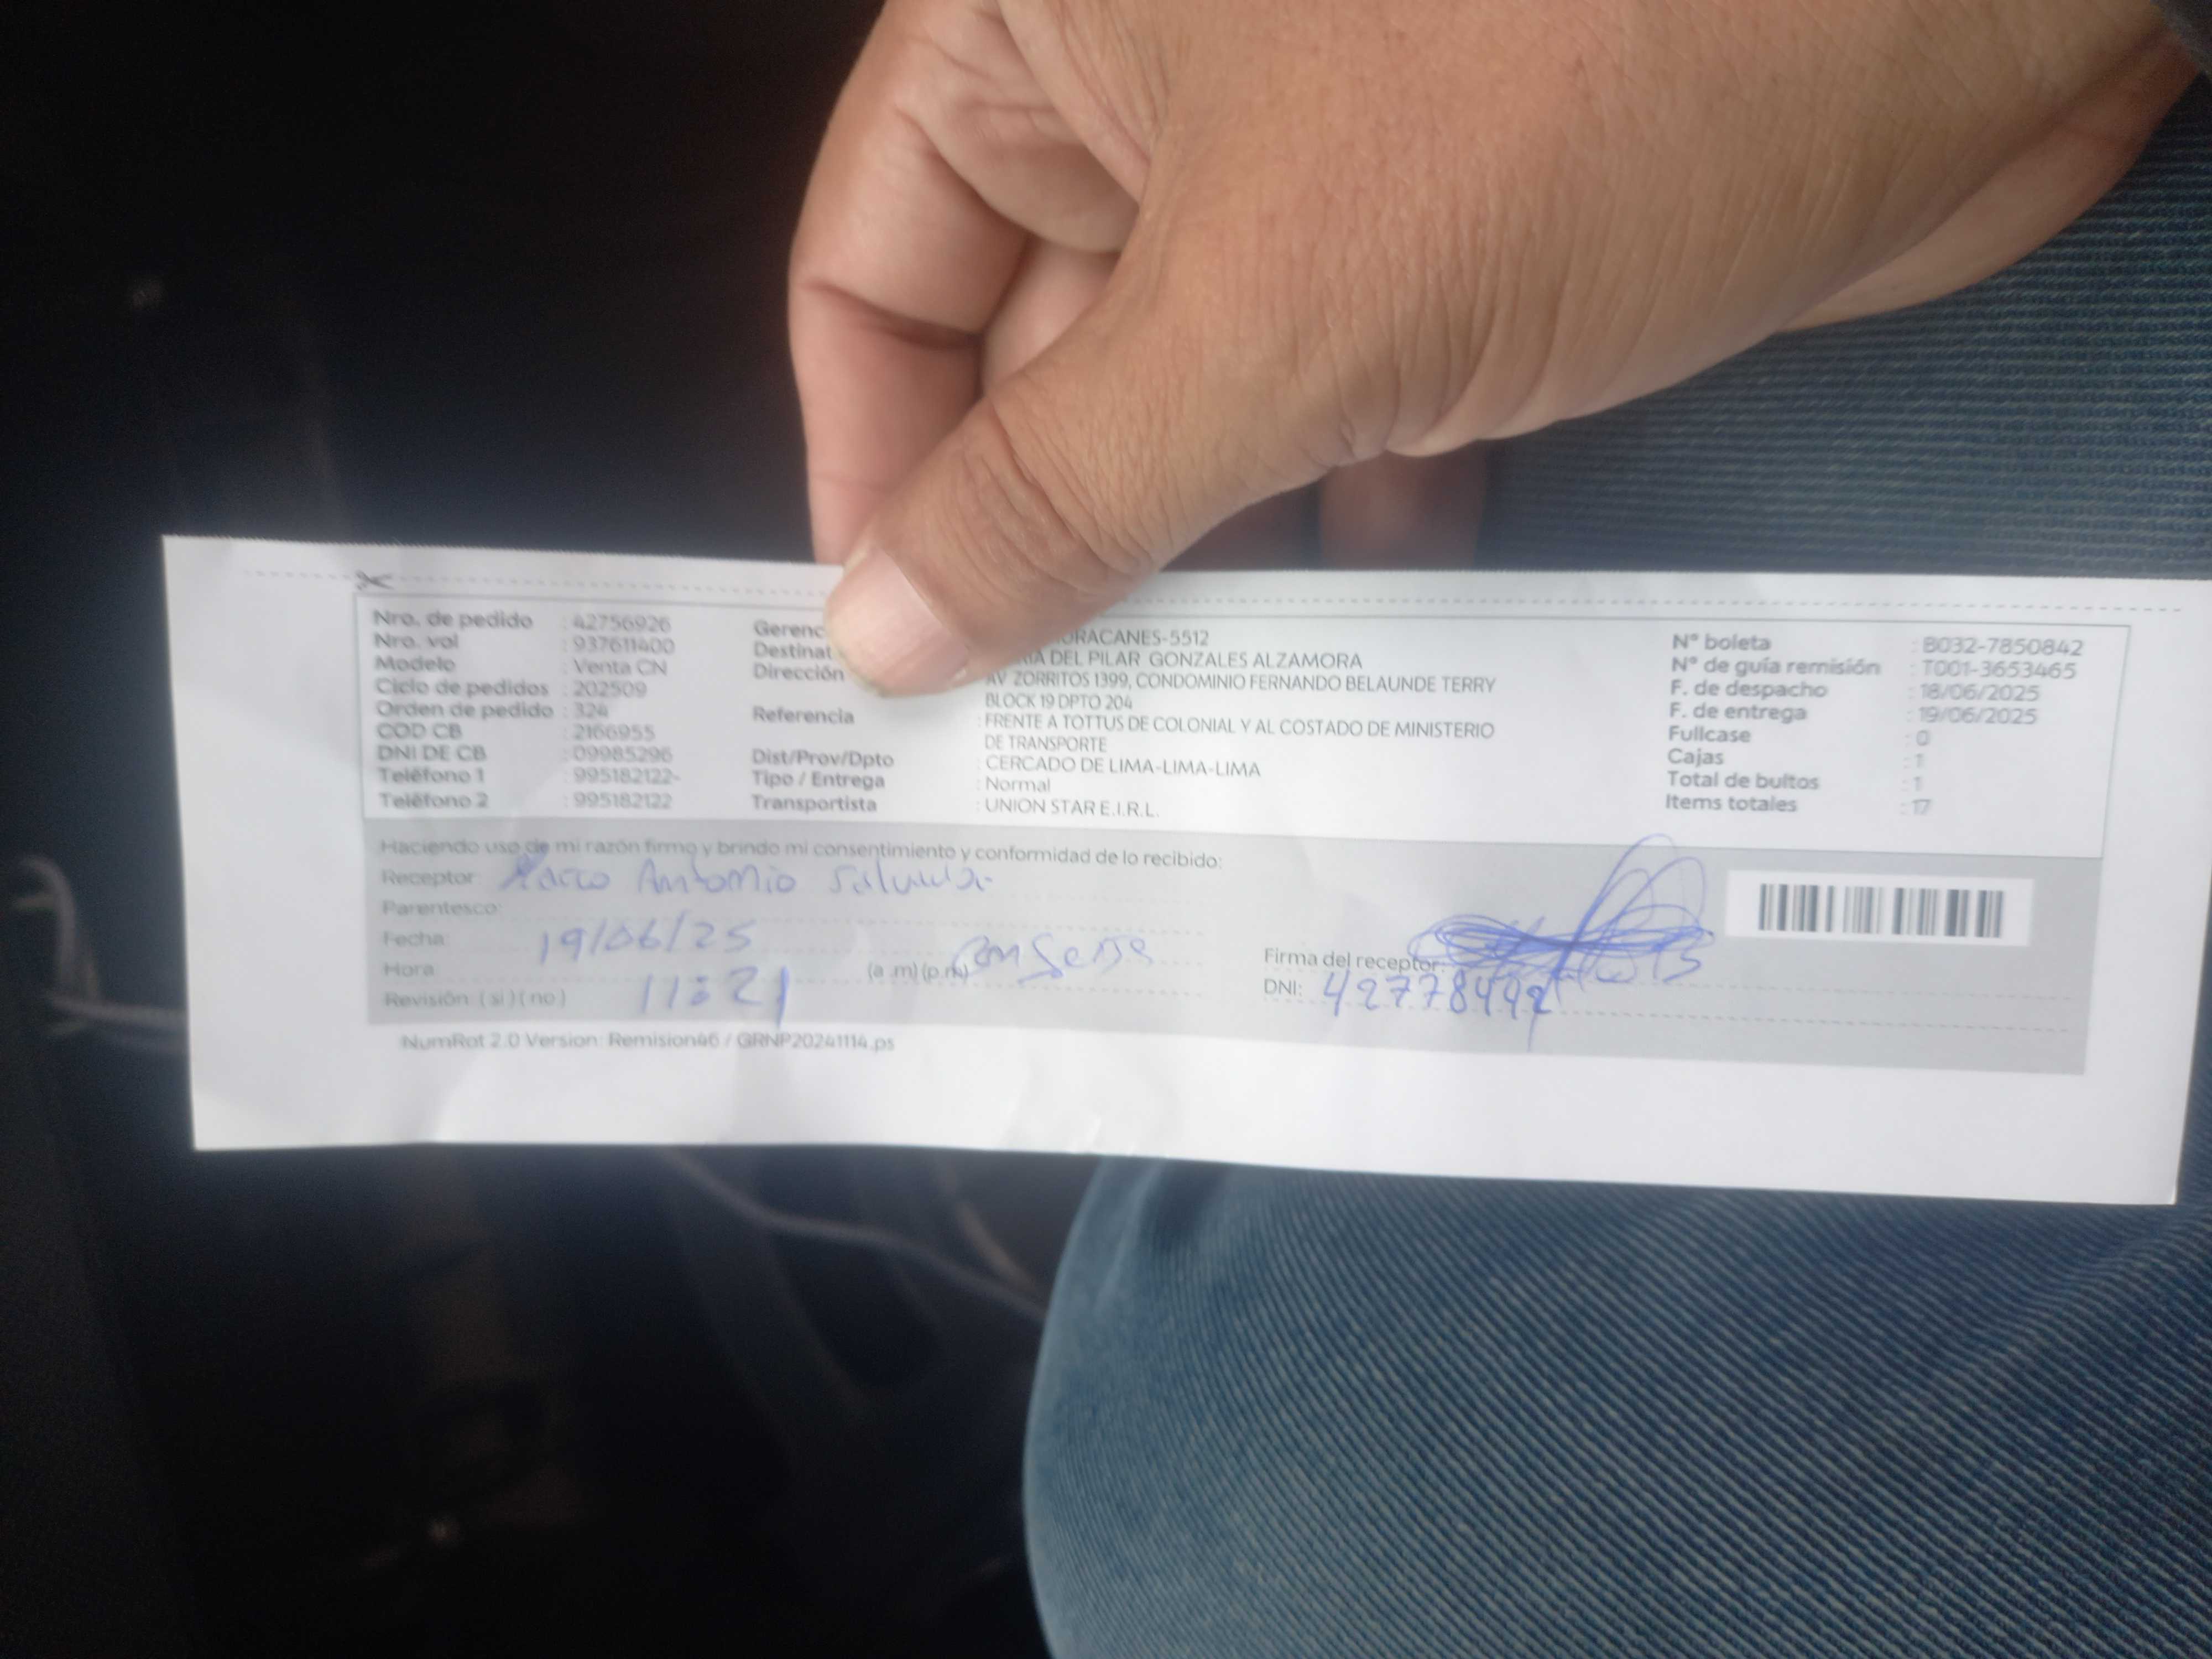 Nro. de pedido : 42756926
Nro. vol : 937611400
Modelo : Venta CN
Ciclo de pedidos : 202509
Orden de pedido : 324
COD CB : 2166955
DNI DE CB : 09985296
Teléfono 1 : 995182122-
Teléfono 2 : 995182122
Gerenc
Destinat DEL PILAR GONZALES ALZAMORA
Dirección AV ZORRITOS 1399, CONDOMINIO FERNANDO BELAUNDE TERRY
BLOCK 19 DPTO 204
Referencia : FRENTE A TOTTUS DE COLONIAL Y AL COSTADO DE MINISTERIO
DE TRANSPORTE
Dist/Prov/Dpto : CERCADO DE LIMA-LIMA-LIMA
Tipo / Entrega : Normal
Transportista : UNION STAR E.I.R.L.
N° boleta : B032-7850842
N° de guía remisión : T001-3653465
F. de despacho : 18/06/2025
F. de entrega : 19/06/2025
Fullcase : 0
Cajas : 1
Total de bultos : 1
Items totales : 17
Haciendo uso de mi razón firmo y brindo mi consentimiento y conformidad de lo recibido:
Receptor: Marco Antonio
Parentesco:
Fecha: 19/06/25
Hora 11:21 (a.m) (p.m)
Revisión: ( si ) ( no )
Firma del receptor:
DNI:
NumRot 2.0 Version: Remision46 / GRNP20241114.ps